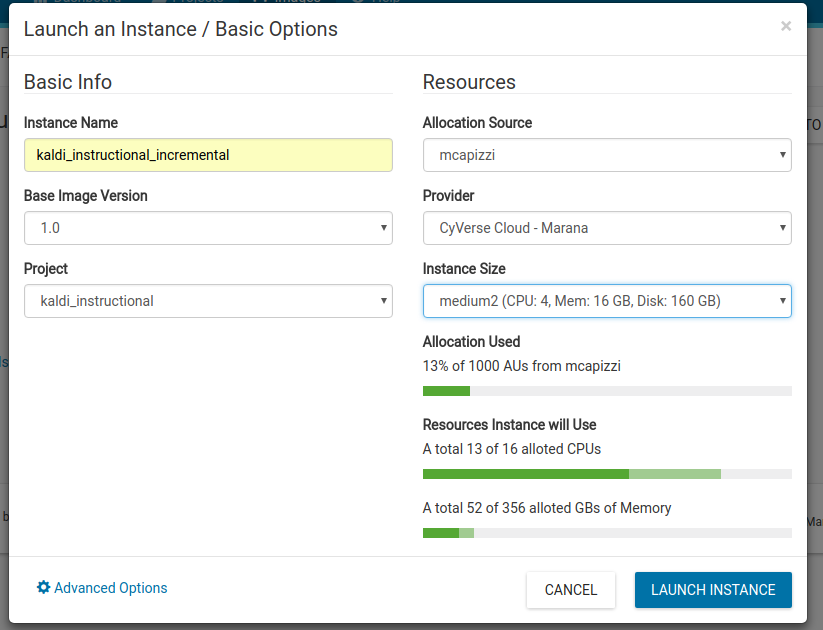 Launch an Instance / Basic Options
×
Basic Info
Instance Name
kaldi_instructional_incremental
Base Image Version
1.0
Project
kaldi_instructional
Resources
Allocation Source
mcapizzi
Provider
CyVerse Cloud - Marana
Instance Size
medium2 (CPU: 4, Mem: 16 GB, Disk: 160 GB)
Allocation Used
13% of 1000 AUs from mcapizzi
Resources Instance will Use
A total 13 of 16 alloted CPUs
A total 52 of 356 alloted GBs of Memory
Advanced Options
CANCEL
LAUNCH INSTANCE